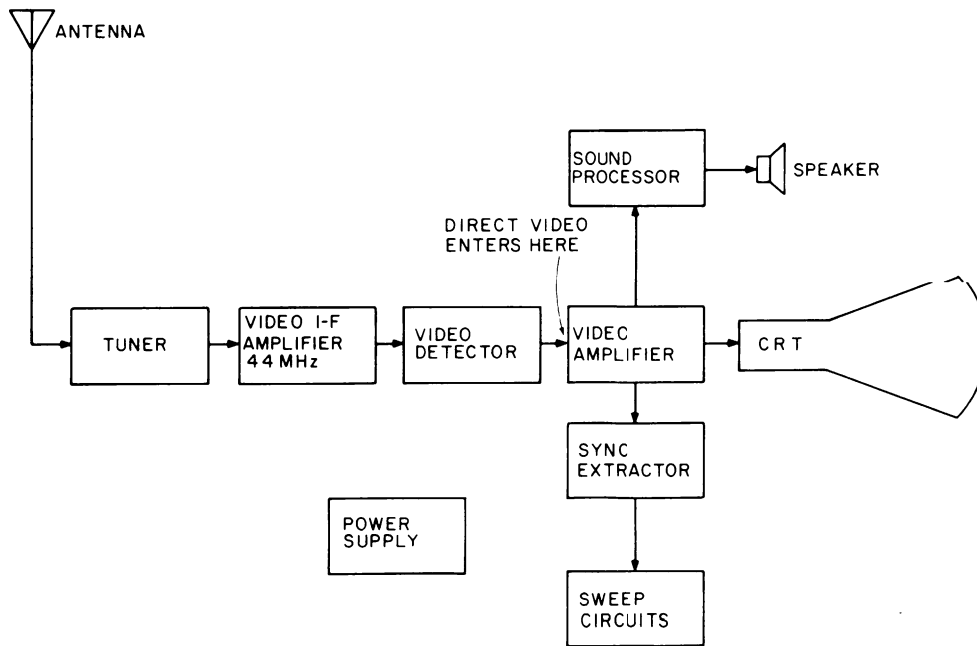 ANTENNA
SOUND
PROCESSOR
SPEAKER
DIRECT VIDEO
ENTERS HERE
TUNER
VIDEO I-F
AMPLIFIER
44 MHz
VIDEO
DETECTOR
VIDEC
AMPLIFIER
CRT
SYNC
EXTRACTOR
POWER
SUPPLY
SWEEP
CIRCUITS